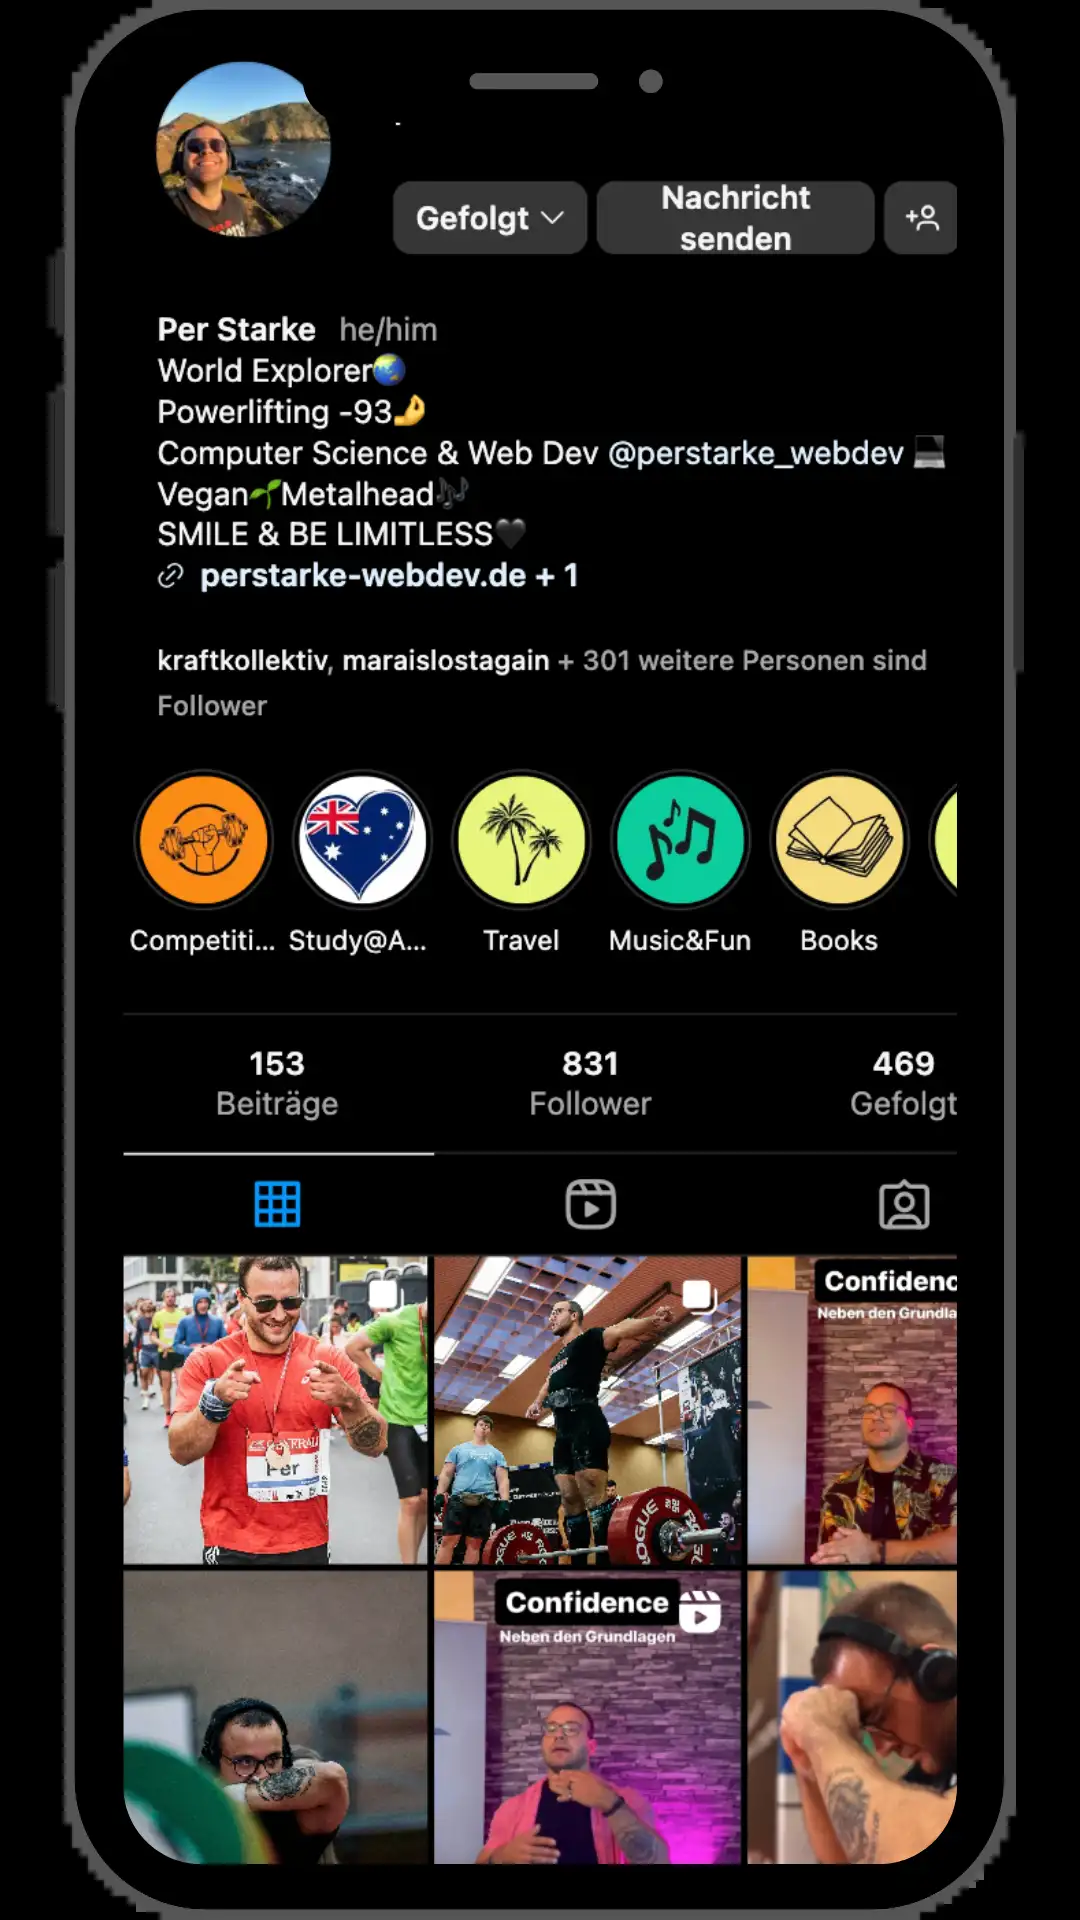 Gefolgt
Nachricht
senden
Per Starke he/him
World Explorer🌏
Powerlifting -93🤌
Computer Science & Web Dev @perstarke_webdev 💻
Vegan🌱Metalhead🎶
SMILE & BE LIMITLESS🖤
perstarke-webdev.de + 1
kraftkollektiv, maraislostagain + 301 weitere Personen sind
Follower
Competiti... Study@A... Travel Music&Fun Books
153 831 469
Beiträge Follower Gefolgt
Confidenc
Neben den Grundla
Per
ROGUE
Confidence
Neben den Grundlagen